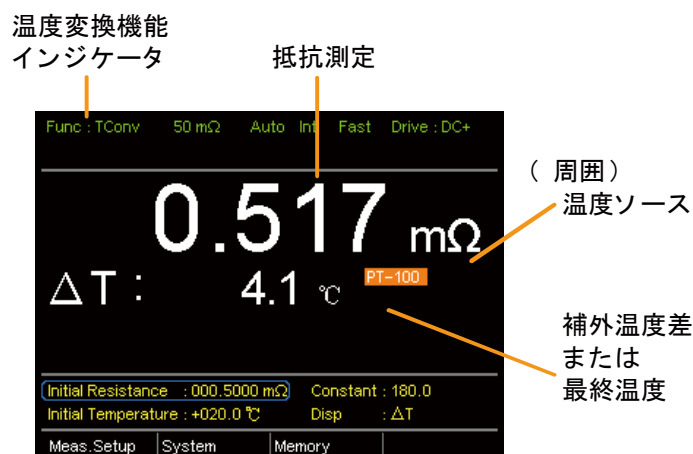 温度変換機能
インジケータ
抵抗測定
Func : TConv 50 mΩ Auto Int Fast Drive : DC+
0.517 mΩ
(周囲)
温度ソース
△T : 4.1 ℃ PT-100
補外温度差
または
最終温度
Initial Resistance : 000.5000 mΩ Constant : 180.0
Initial Temperature : +020.0 ℃ Disp : △T
Meas.Setup System Memory